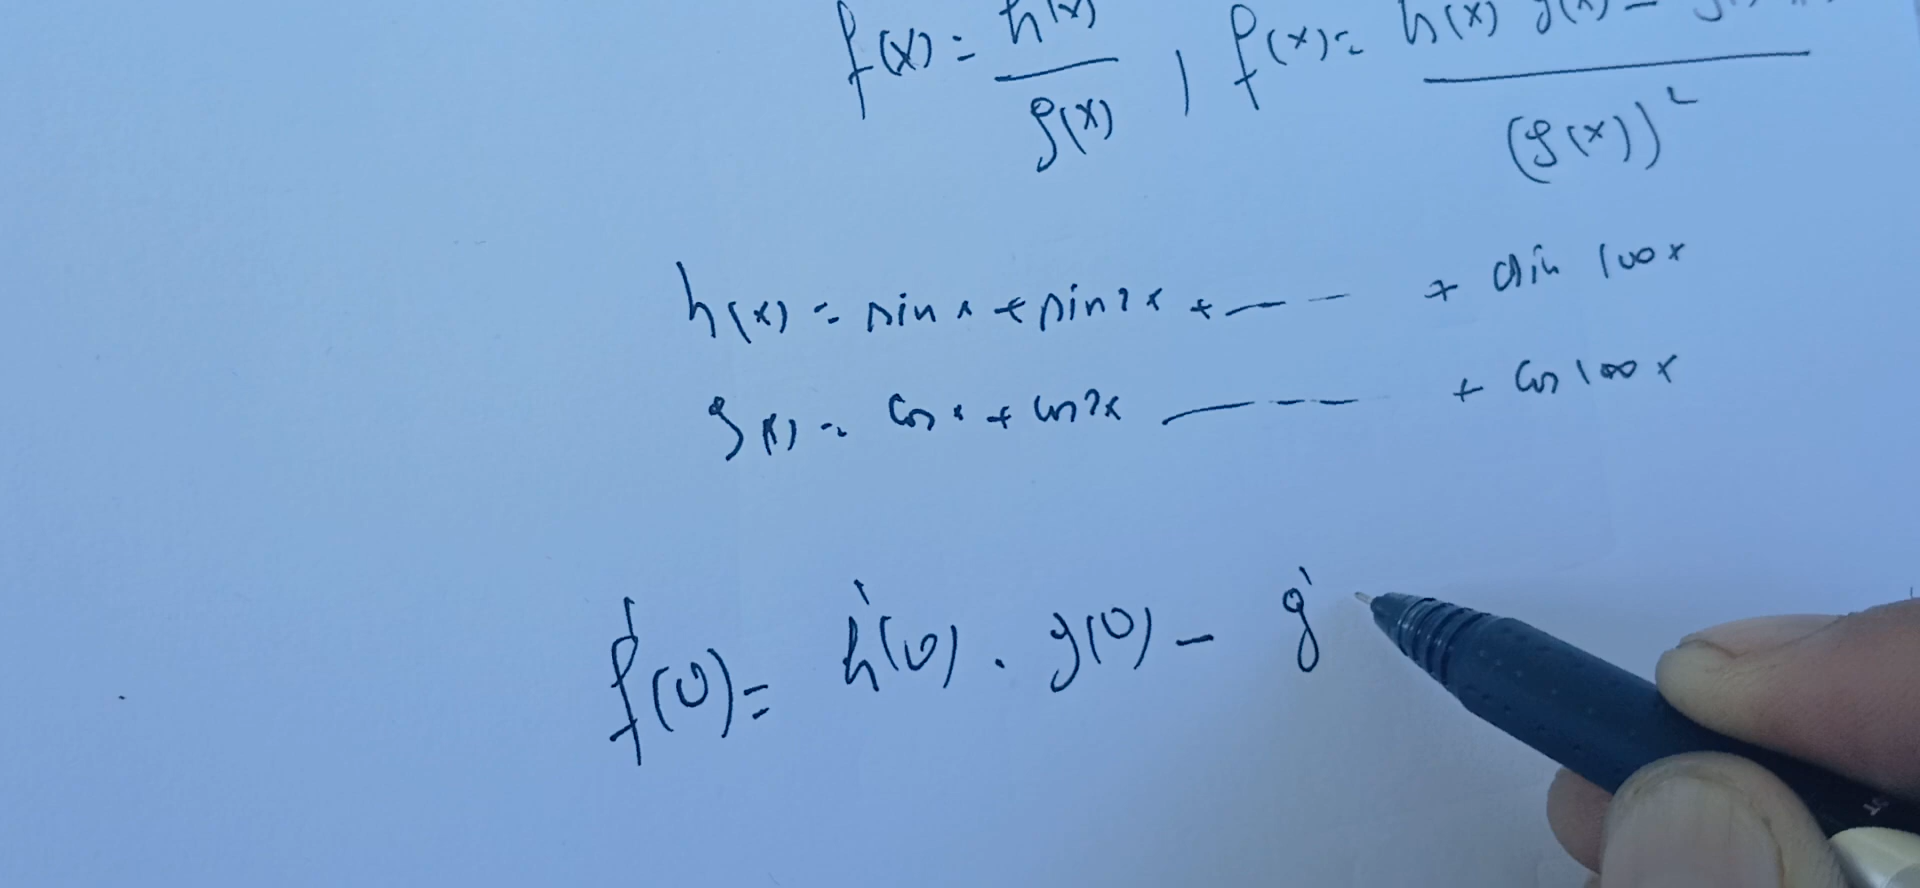 f(x) = h(x) / g(x) , f'(x) = h'(x) g(x) -
(g(x))²
h(x) = sin x + sin 2x + --- + sin 100x
g(x) = cos x + cos 2x --- + cos 100x
f'(0) = h'(0) . g(0) - g'